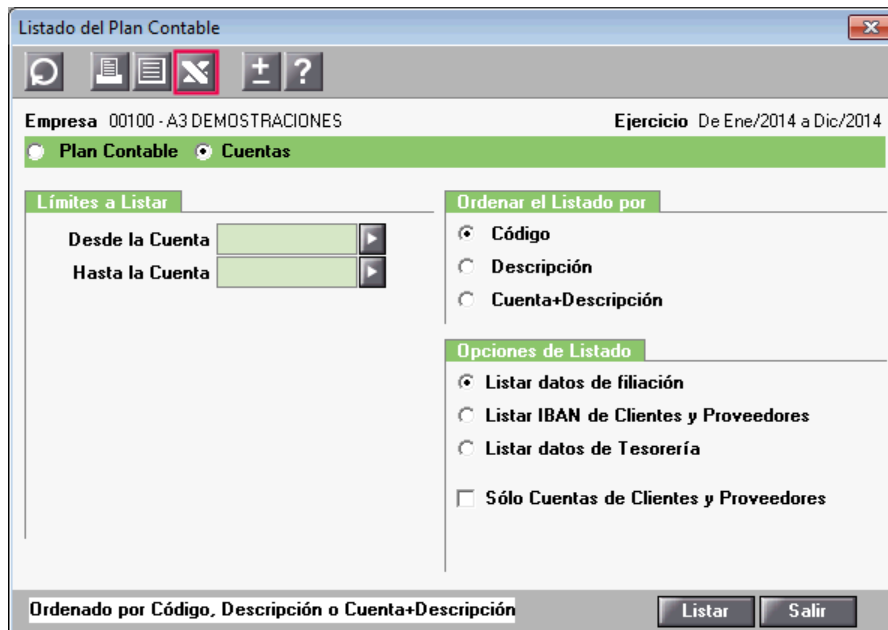 Listado del Plan Contable
Empresa 00100 - A3 DEMOSTRACIONES Ejercicio De Ene/2014 a Dic/2014
Plan Contable Cuentas
Límites a Listar
Desde la Cuenta
Hasta la Cuenta
Ordenar el Listado por
Código
Descripción
Cuenta+Descripción
Opciones de Listado
Listar datos de filiación
Listar IBAN de Clientes y Proveedores
Listar datos de Tesorería
Sólo Cuentas de Clientes y Proveedores
Ordenado por Código, Descripción o Cuenta+Descripción
Listar Salir